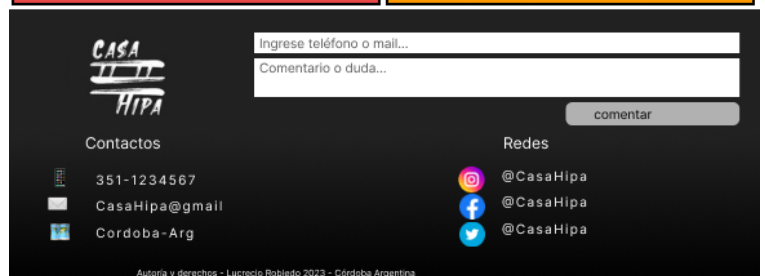 CASA
HIPA
Ingrese teléfono o mail...
Comentario o duda...
comentar
Contactos
351-1234567
CasaHipa@gmail
Cordoba-Arg
Redes
@CasaHipa
@CasaHipa
@CasaHipa
Autoría y derechos - Lucrecio Robledo 2023 - Córdoba Argentina